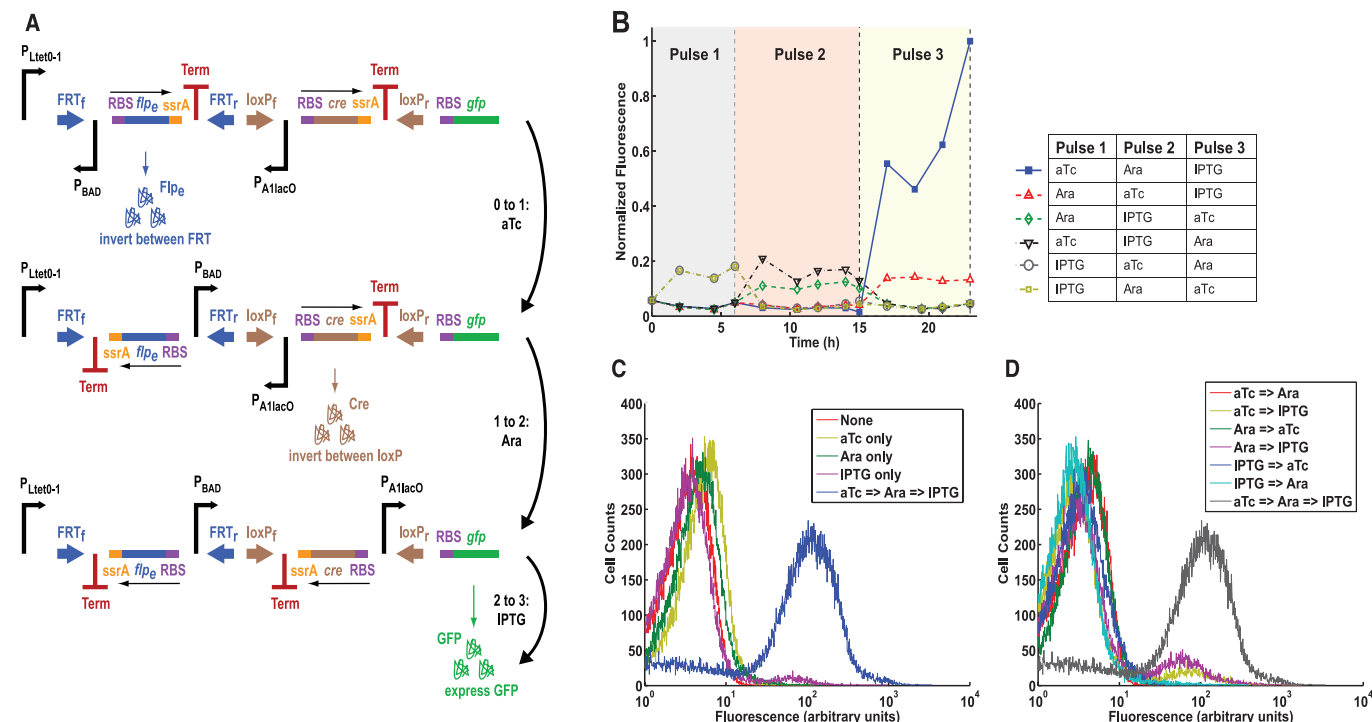 A
P Ltet0-1
FRTf
PBAD
RBS flpe ssrA
Term
FRTr
loxPf
PA1lacO
RBS cre ssrA
Term
loxPr
RBS gfp
Flpe
invert between FRT
0 to 1:
aTc
P Ltet0-1
FRTf
Term
ssrA flpe RBS
PBAD
FRTr
loxPf
PA1lacO
RBS cre ssrA
Term
loxPr
RBS gfp
Cre
invert between loxP
1 to 2:
Ara
P Ltet0-1
FRTf
Term
ssrA flpe RBS
PBAD
FRTr
loxPf
Term
ssrA cre RBS
PA1lacO
loxPr
RBS gfp
GFP
express GFP
2 to 3:
IPTG
B
Pulse 1 Pulse 2 Pulse 3
Normalized Fluorescence
1
0.8
0.6
0.4
0.2
0
0 5 10 15 20
Time (h)
Pulse 1 Pulse 2 Pulse 3
aTc Ara IPTG
Ara aTc IPTG
Ara IPTG aTc
aTc IPTG Ara
IPTG aTc Ara
IPTG Ara aTc
C
Cell Counts
400
350
300
250
200
150
100
50
0
10^0 10^1 10^2 10^3 10^4
Fluorescence (arbitrary units)
None
aTc only
Ara only
IPTG only
aTc => Ara => IPTG
D
Cell Counts
400
350
300
250
200
150
100
50
0
10^0 10^1 10^2 10^3 10^4
Fluorescence (arbitrary units)
aTc => Ara
aTc => IPTG
Ara => aTc
Ara => IPTG
IPTG => aTc
IPTG => Ara
aTc => Ara => IPTG